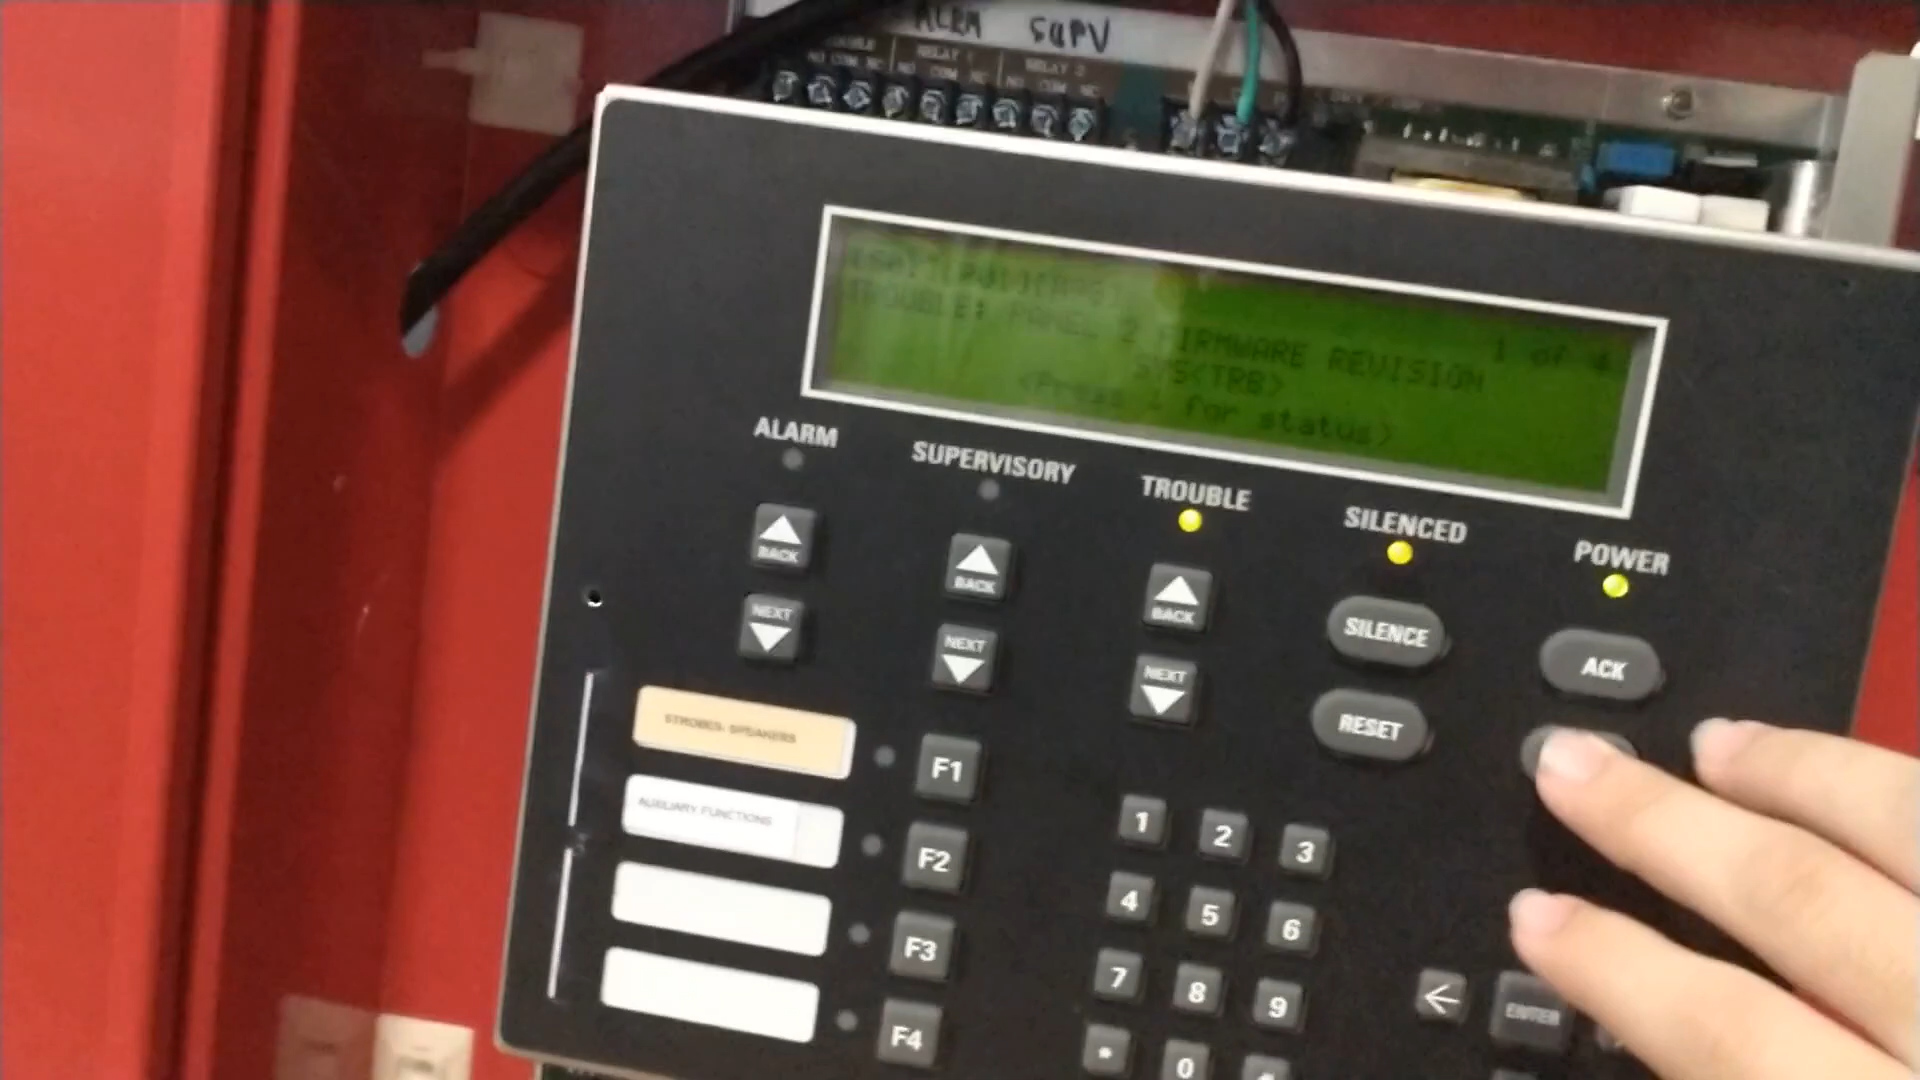 ALRM SUPV
TROUBLE RELAY 1 RELAY 2
NO COM NC NO COM NC NO COM NC
1 of 4
TROUBLE: PANEL 2 FIRMWARE REVISION
SYS(TRB)
<Press ↓ for status>
ALARM SUPERVISORY TROUBLE SILENCED POWER
BACK BACK BACK SILENCE ACK
NEXT NEXT NEXT RESET
STROBES, SPEAKERS F1
AUXILIARY FUNCTIONS F2
F3
F4
1 2 3
4 5 6
7 8 9
* 0
← ENTER